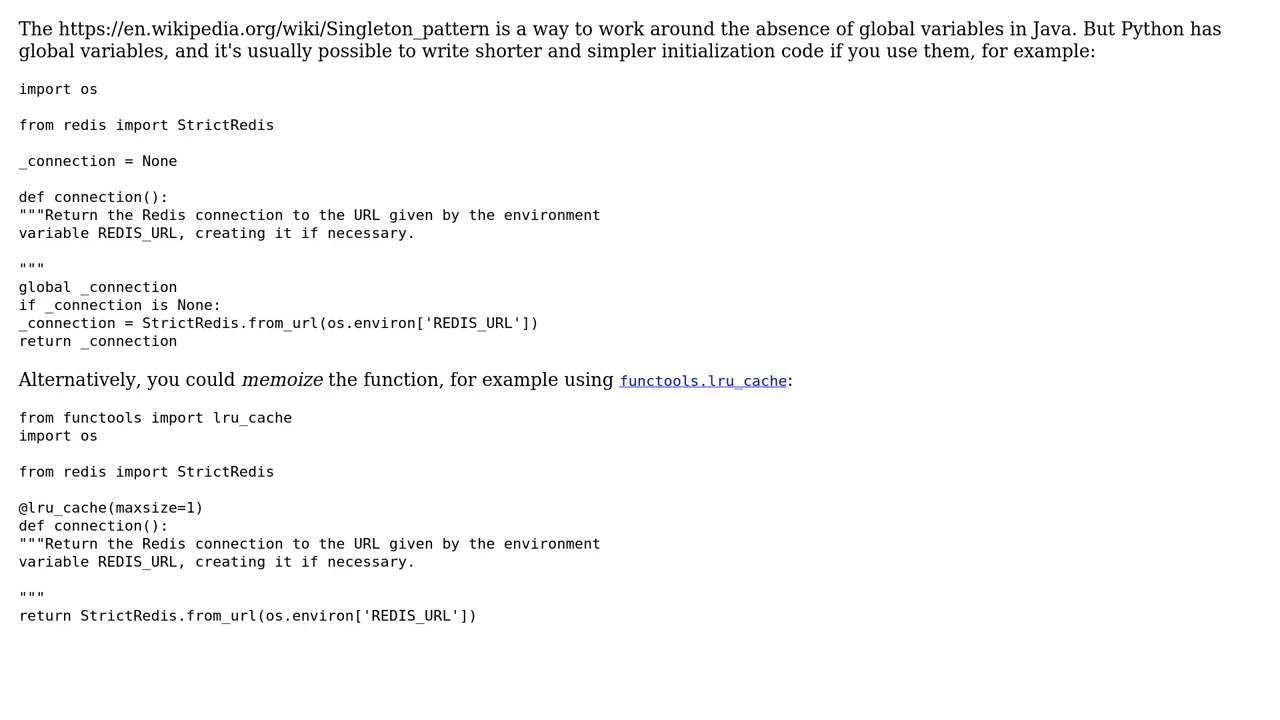 The https://en.wikipedia.org/wiki/Singleton_pattern is a way to work around the absence of global variables in Java. But Python has
global variables, and it's usually possible to write shorter and simpler initialization code if you use them, for example:
import os
from redis import StrictRedis
_connection = None
def connection():
"""Return the Redis connection to the URL given by the environment
variable REDIS_URL, creating it if necessary.
"""
global _connection
if _connection is None:
_connection = StrictRedis.from_url(os.environ['REDIS_URL'])
return _connection
Alternatively, you could memoize the function, for example using functools.lru_cache:
from functools import lru_cache
import os
from redis import StrictRedis
@lru_cache(maxsize=1)
def connection():
"""Return the Redis connection to the URL given by the environment
variable REDIS_URL, creating it if necessary.
"""
return StrictRedis.from_url(os.environ['REDIS_URL'])